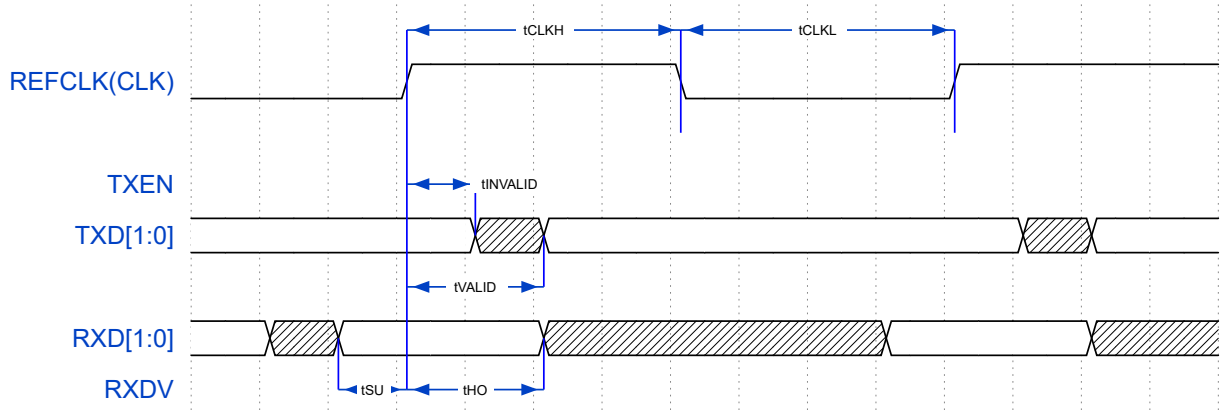 tCLKH tCLKL
REFCLK(CLK)
TXEN tINVALID
TXD[1:0]
tVALID
RXD[1:0]
RXDV tSU tHO